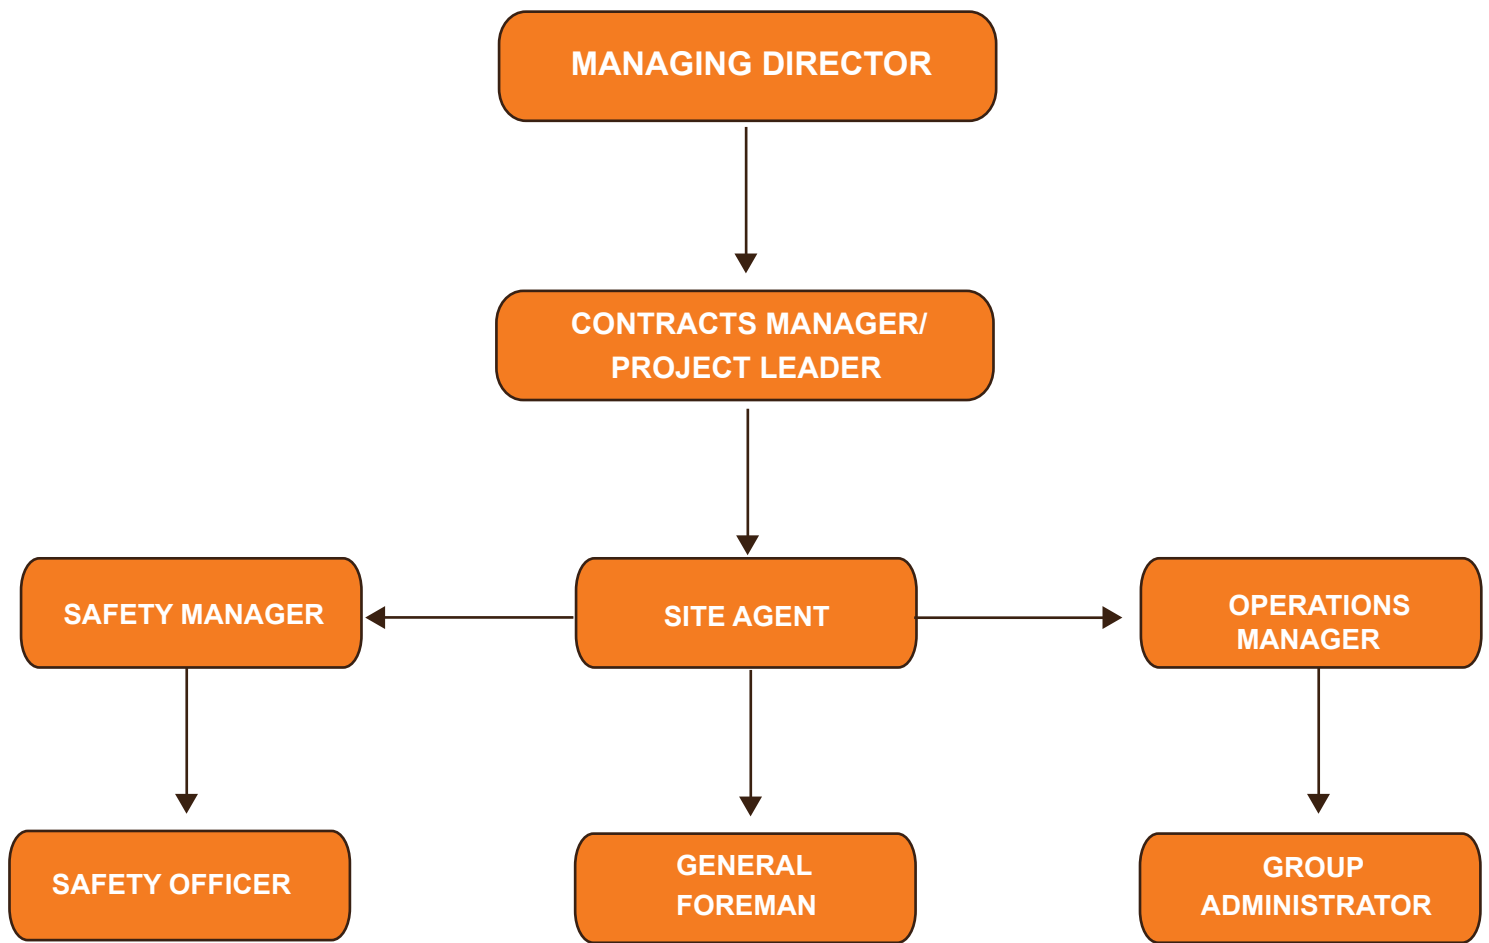 MANAGING DIRECTOR
CONTRACTS MANAGER/
PROJECT LEADER
SAFETY MANAGER
SITE AGENT
OPERATIONS
MANAGER
SAFETY OFFICER
GENERAL
FOREMAN
GROUP
ADMINISTRATOR